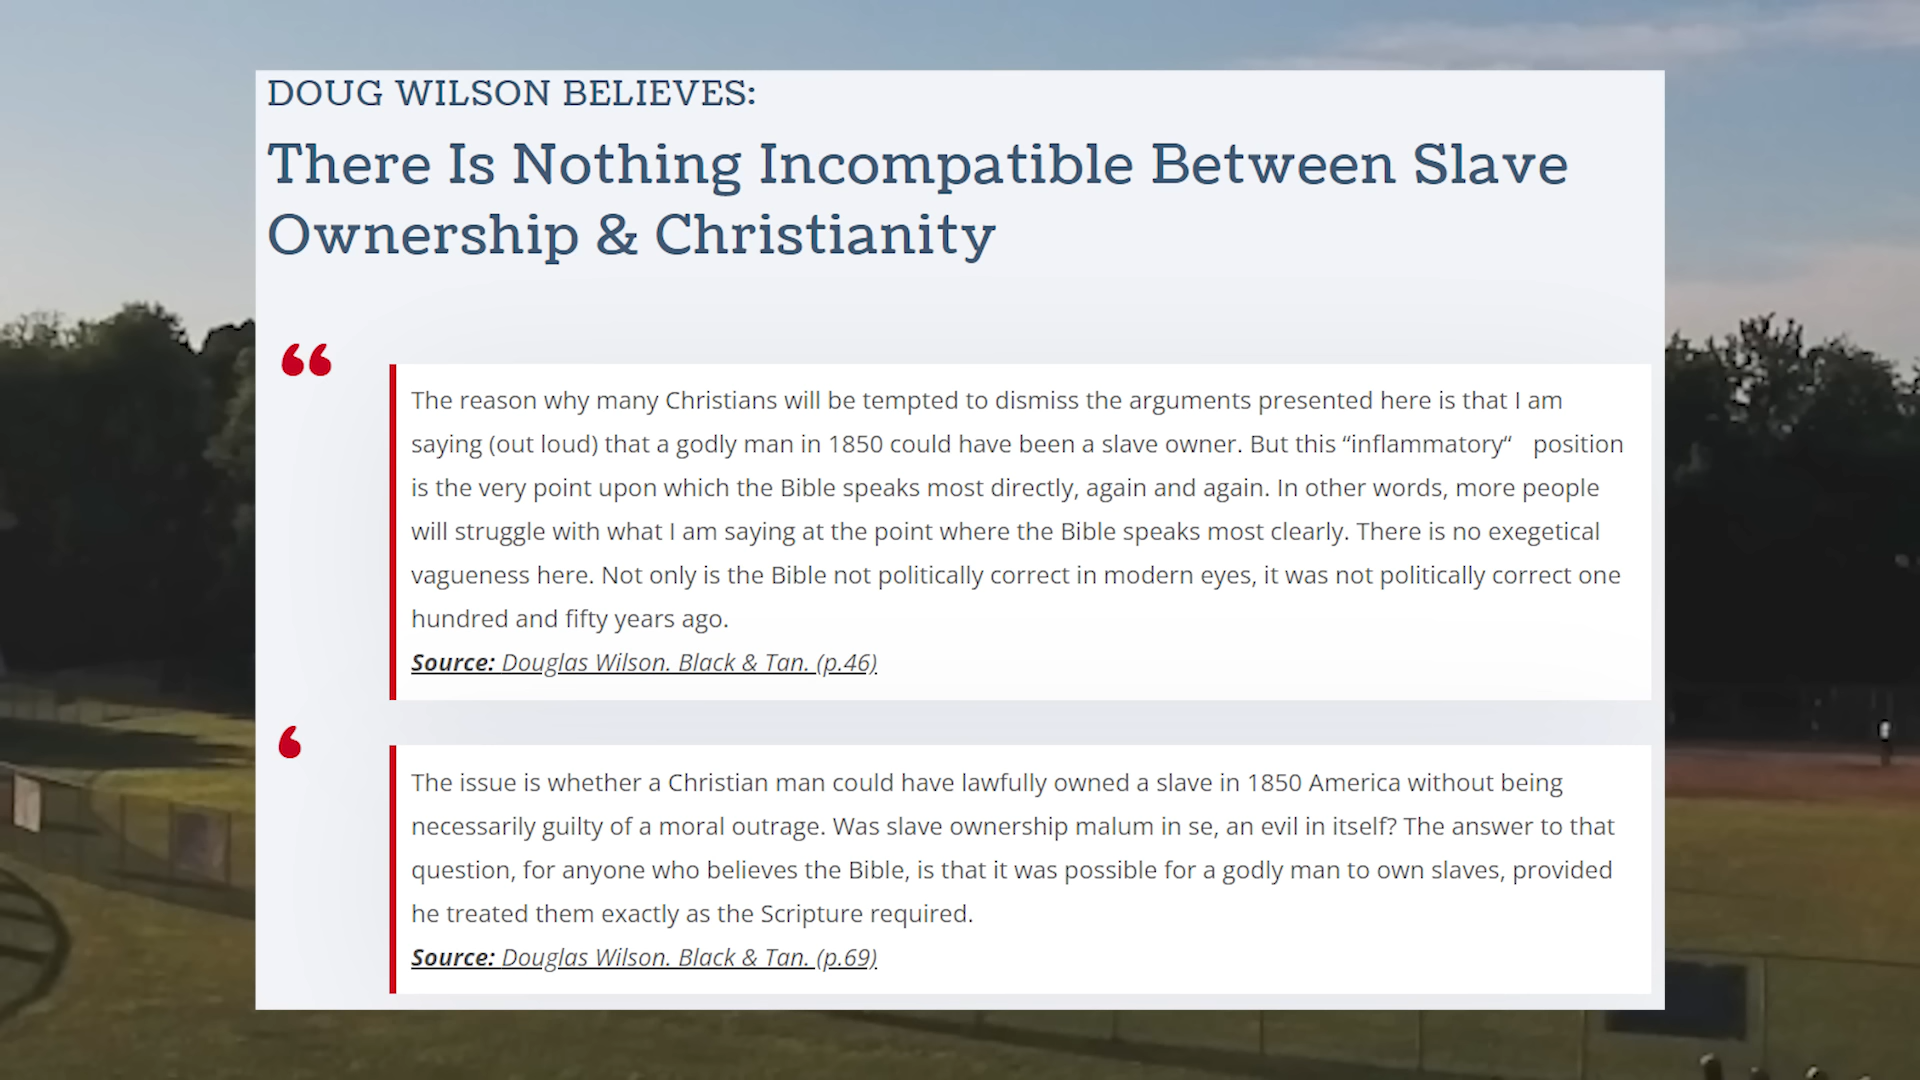 DOUG WILSON BELIEVES:
There Is Nothing Incompatible Between Slave
Ownership & Christianity
“
The reason why many Christians will be tempted to dismiss the arguments presented here is that I am
saying (out loud) that a godly man in 1850 could have been a slave owner. But this “inflammatory“ position
is the very point upon which the Bible speaks most directly, again and again. In other words, more people
will struggle with what I am saying at the point where the Bible speaks most clearly. There is no exegetical
vagueness here. Not only is the Bible not politically correct in modern eyes, it was not politically correct one
hundred and fifty years ago.
Source: Douglas Wilson. Black & Tan. (p.46)
‘
The issue is whether a Christian man could have lawfully owned a slave in 1850 America without being
necessarily guilty of a moral outrage. Was slave ownership malum in se, an evil in itself? The answer to that
question, for anyone who believes the Bible, is that it was possible for a godly man to own slaves, provided
he treated them exactly as the Scripture required.
Source: Douglas Wilson. Black & Tan. (p.69)